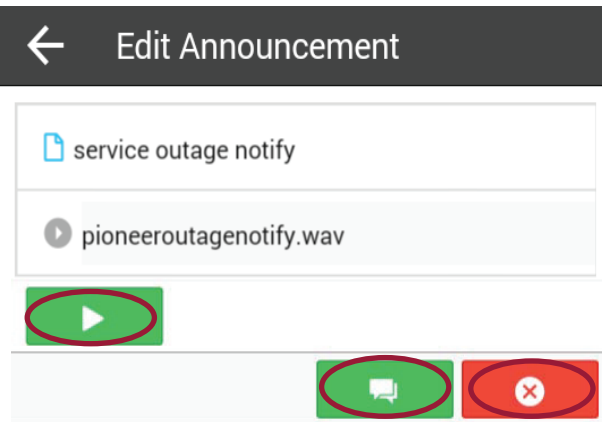 Edit Announcement
service outage notify
pioneeroutagenotify.wav